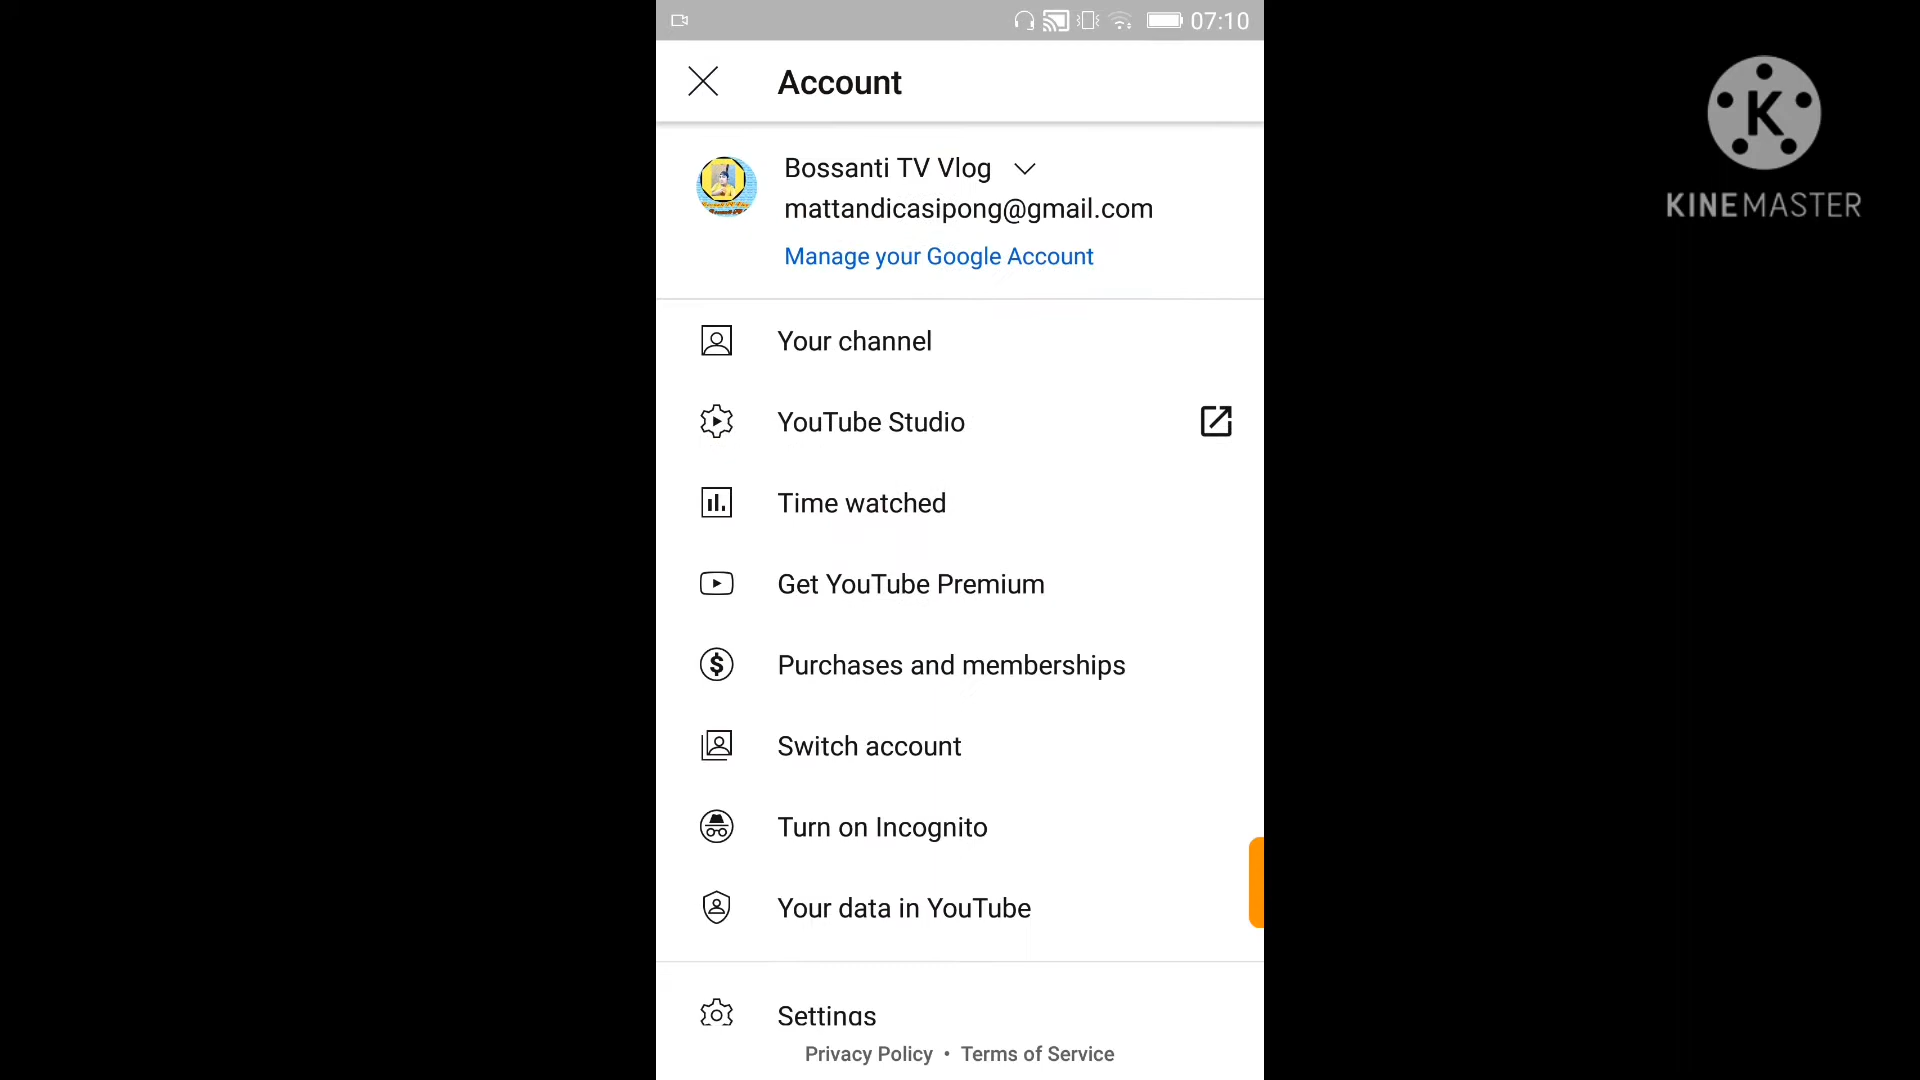 07:10
Account
K
KINEMASTER
Bossanti TV Vlog
mattandicasipong@gmail.com
Manage your Google Account
Your channel
YouTube Studio
Time watched
Get YouTube Premium
Purchases and memberships
Switch account
Turn on Incognito
Your data in YouTube
Settings
Privacy Policy • Terms of Service